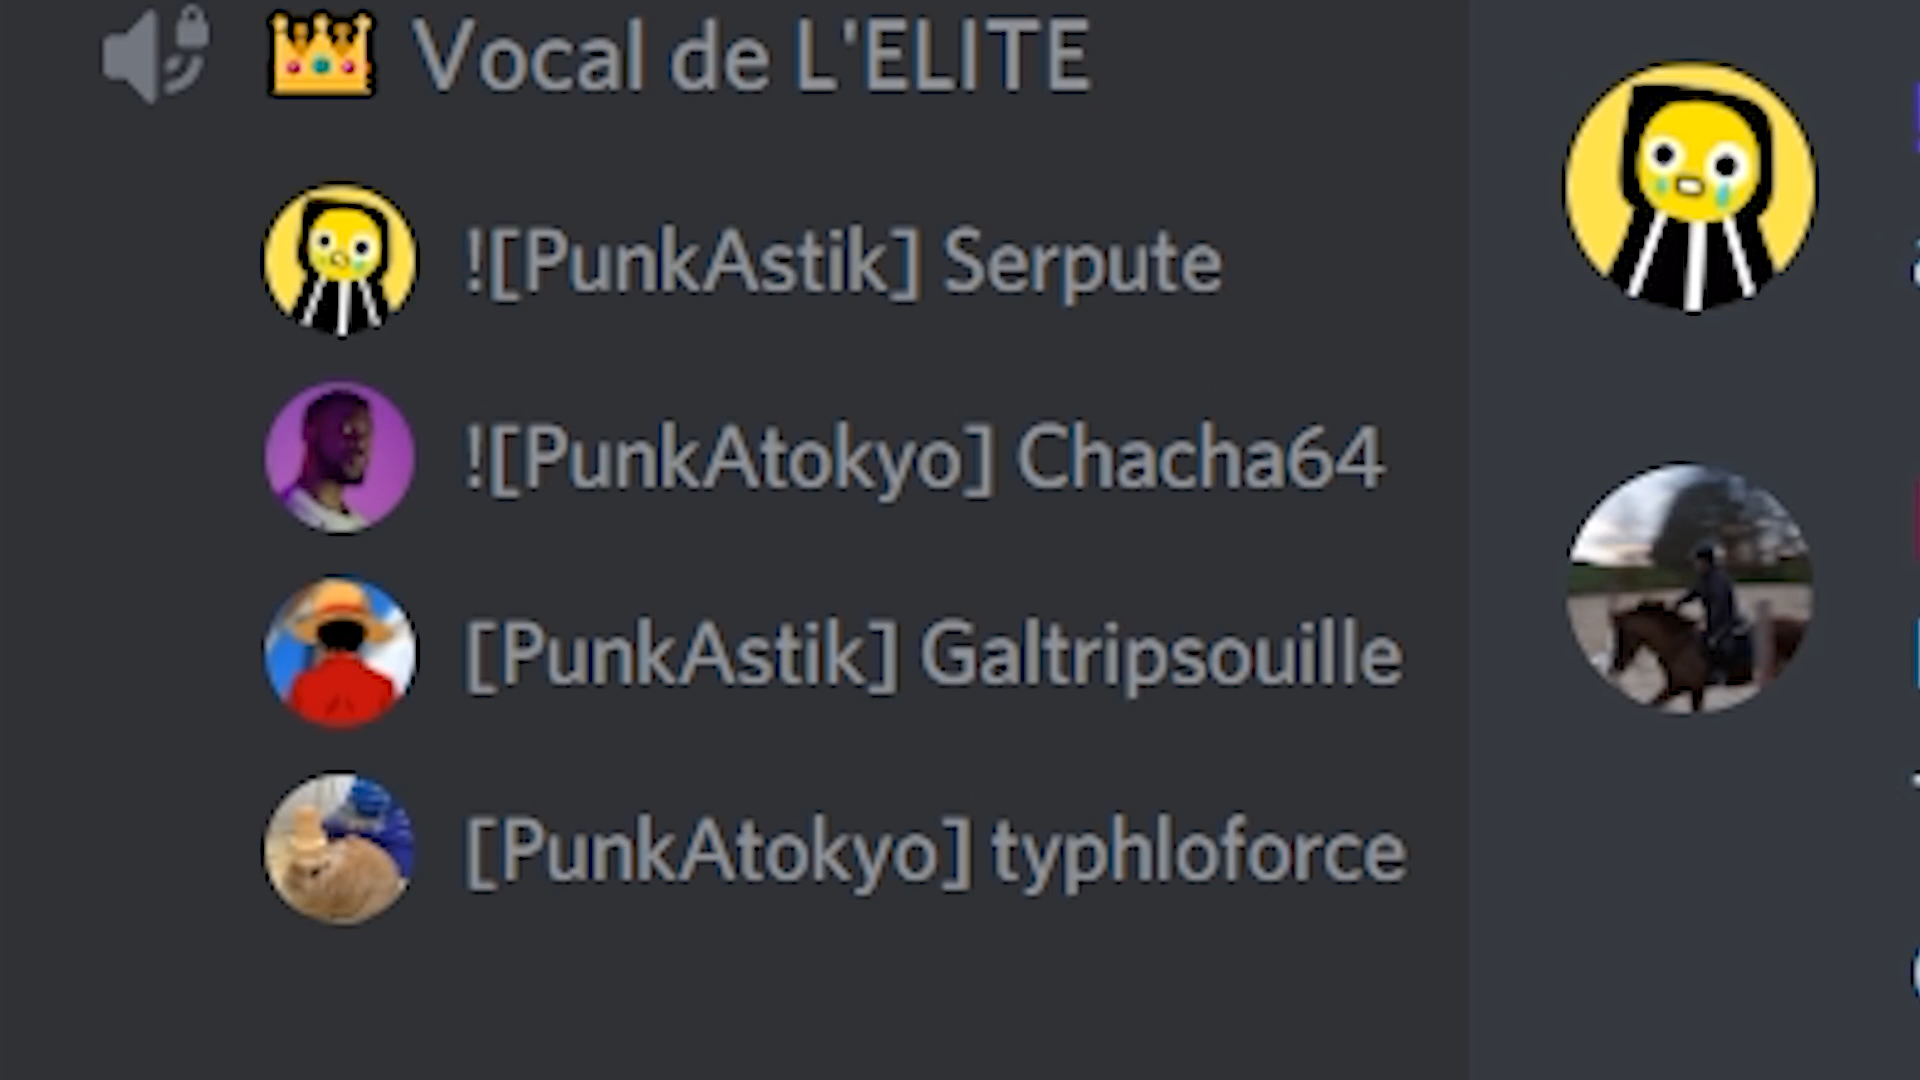 Vocal de L'ELITE
![PunkAstik] Serpute
![PunkAtokyo] Chacha64
[PunkAstik] Galtripsouille
[PunkAtokyo] typhloforce